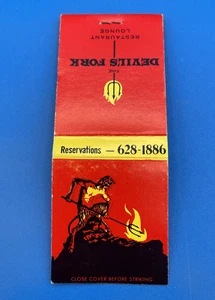 THE
DEVIL'S FORK
RESTAURANT
LOUNGE
Reservations — 628-1886
CLOSE COVER BEFORE STRIKING